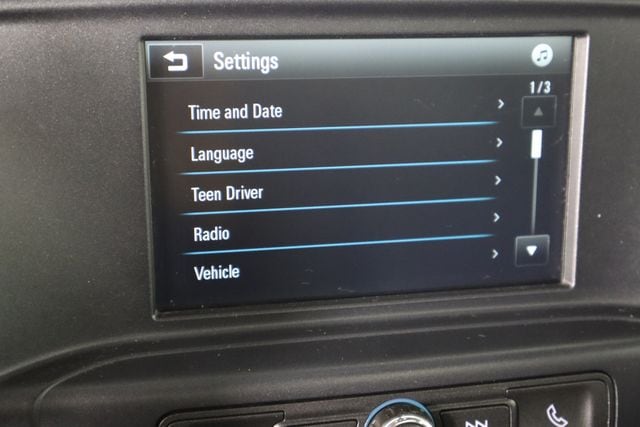 Settings
1/3
Time and Date
Language
Teen Driver
Radio
Vehicle